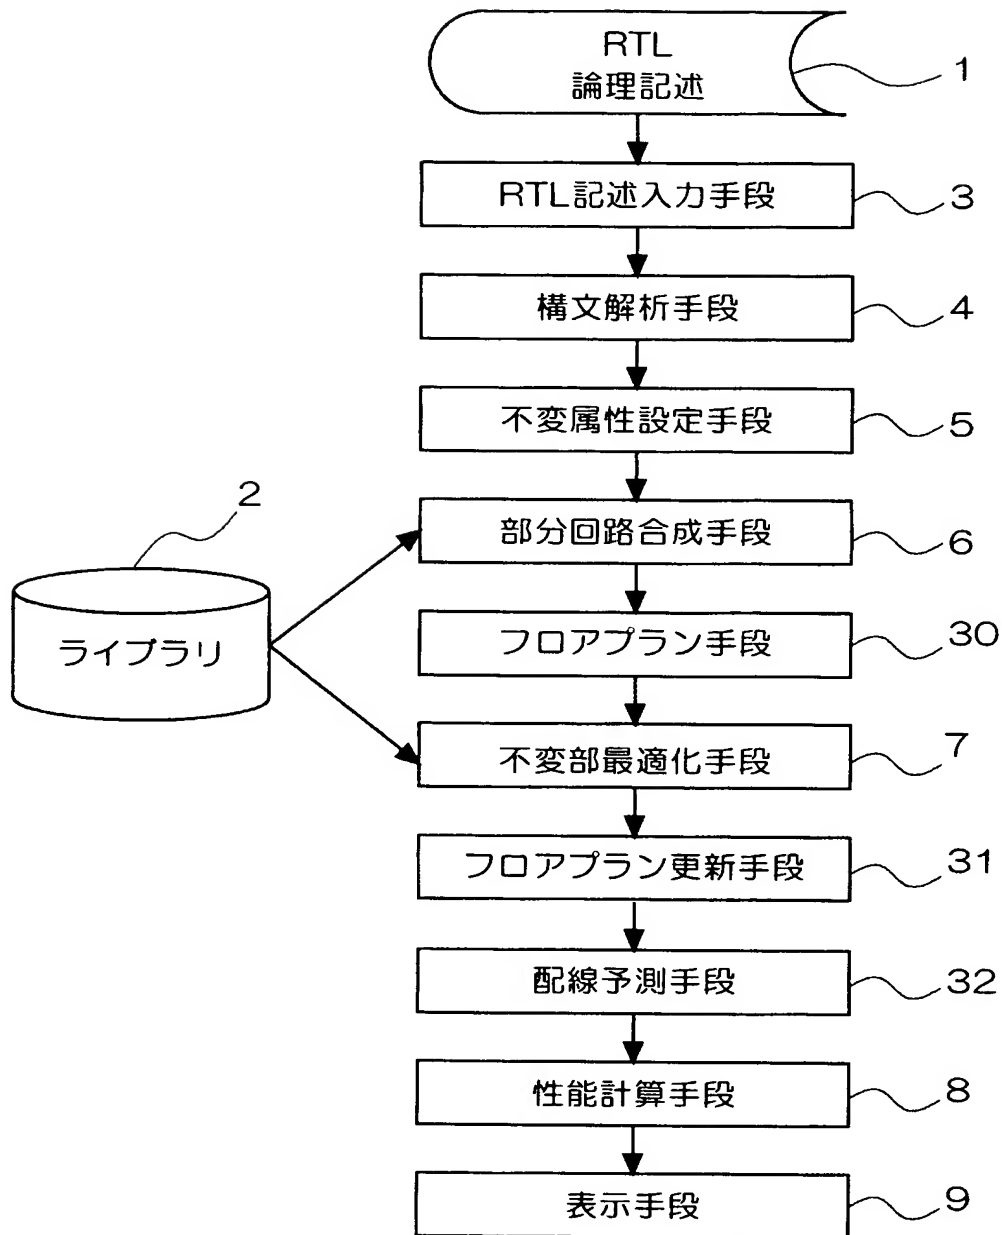 RTL
論理記述
1
RTL記述入力手段
3
構文解析手段
4
不変属性設定手段
5
2
部分回路合成手段
6
ライブラリ
フロアプラン手段
30
不変部最適化手段
7
フロアプラン更新手段
31
配線予測手段
32
性能計算手段
8
表示手段
9